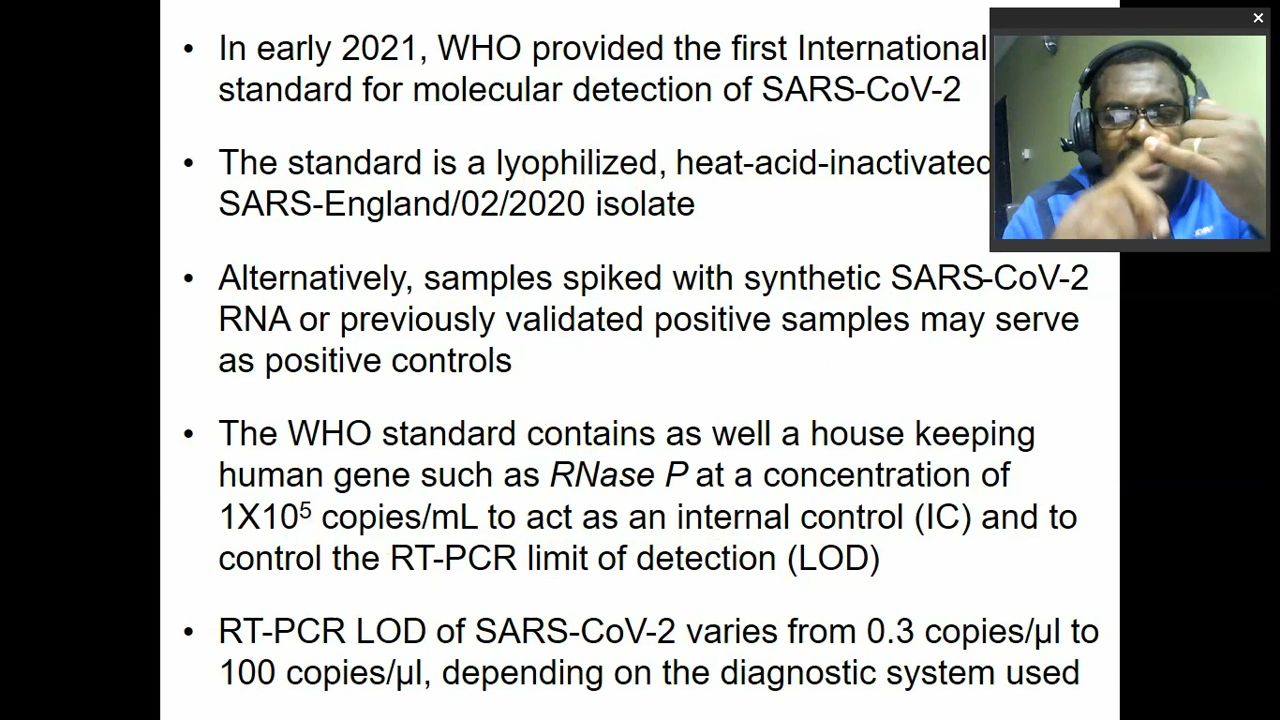 • In early 2021, WHO provided the first International
standard for molecular detection of SARS-CoV-2
• The standard is a lyophilized, heat-acid-inactivated
SARS-England/02/2020 isolate
• Alternatively, samples spiked with synthetic SARS-CoV-2
RNA or previously validated positive samples may serve
as positive controls
• The WHO standard contains as well a house keeping
human gene such as RNase P at a concentration of
1X10⁵ copies/mL to act as an internal control (IC) and to
control the RT-PCR limit of detection (LOD)
• RT-PCR LOD of SARS-CoV-2 varies from 0.3 copies/µl to
100 copies/µl, depending on the diagnostic system used